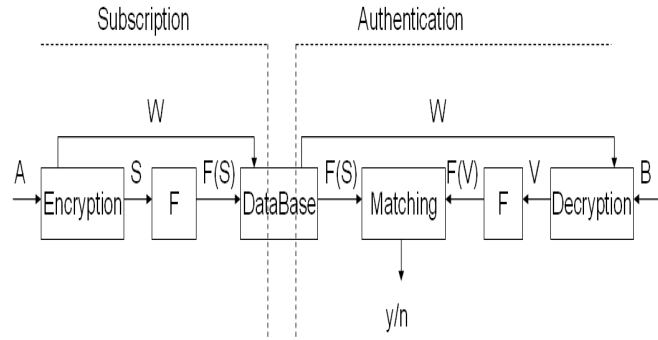 Subscription Authentication
W W
A Encryption S F F(S) DataBase F(S) Matching F(V) F V Decryption B
y/n